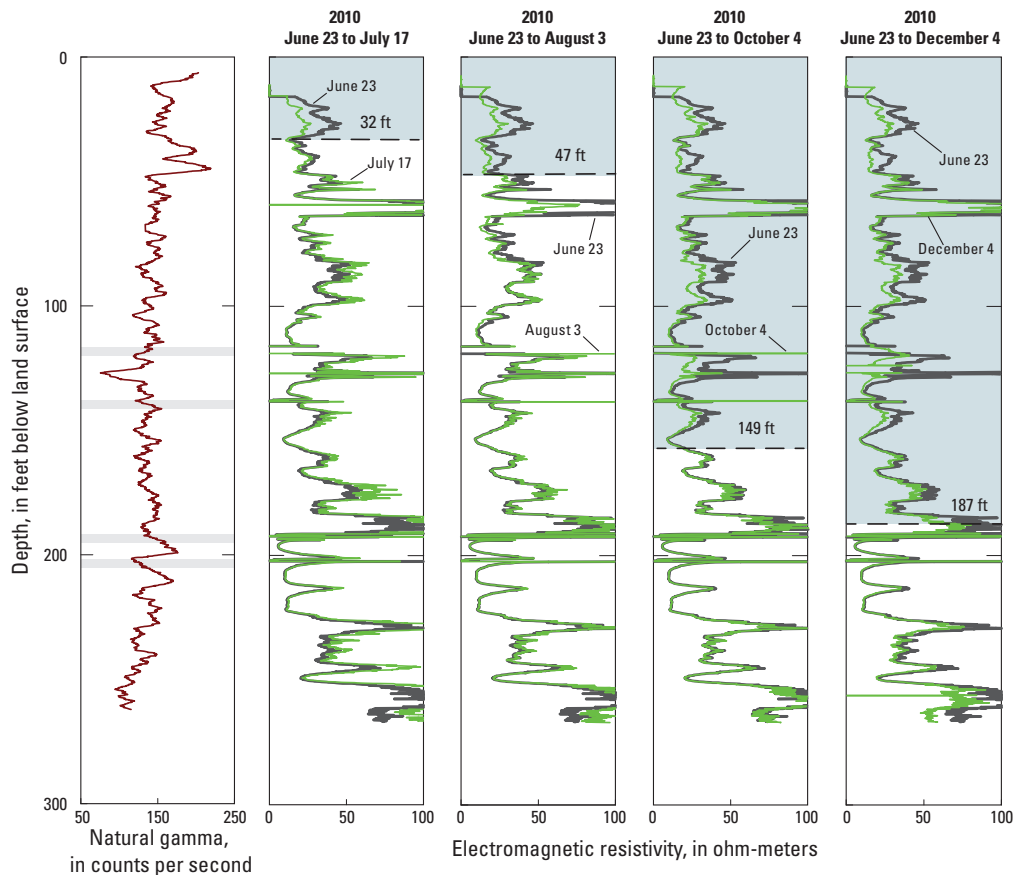 2010
June 23 to July 17
2010
June 23 to August 3
2010
June 23 to October 4
2010
June 23 to December 4
0
100
200
300
Depth, in feet below land surface
50
150
250
Natural gamma,
in counts per second
June 23
32 ft
July 17
0
50
100
47 ft
June 23
August 3
0
50
100
June 23
October 4
149 ft
0
50
100
June 23
December 4
187 ft
0
50
100
Electromagnetic resistivity, in ohm-meters